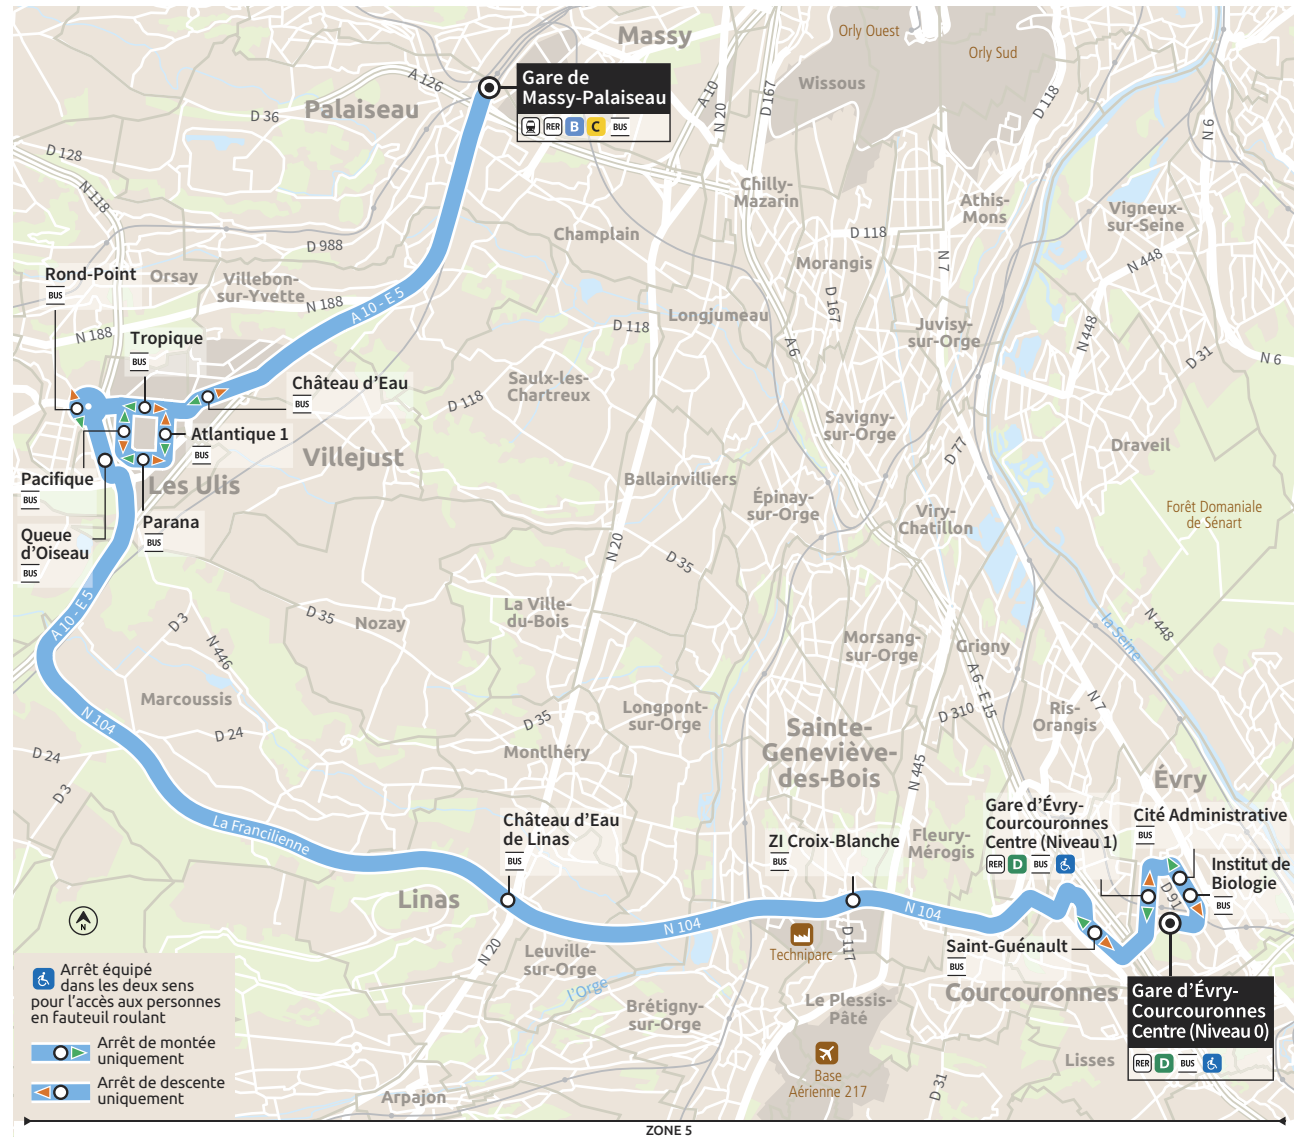 Massy
Orly Ouest
Orly Sud
A 126
Gare de
Massy-Palaiseau
RER
B
C
BUS
Wissous
Palaiseau
D 36
A 10
N 20
D 167
D 118
N 6
D 128
N 118
Chilly-
Mazarin
Athis-
Mons
Vigneux-
sur-Seine
D 988
Champlain
D 118
N 7
N 448
Morangis
Rond-Point
BUS
Orsay
Villebon-
sur-Yvette
N 188
A 10 - E 5
D 167
Longjumeau
D 118
N 188
Juvisy-
sur-Orge
N 448
A 6
D 31
N 6
Tropique
BUS
Château d’Eau
BUS
Saulx-les-
Chartreux
D 118
Savigny-
sur-Orge
D 77
Draveil
Atlantique 1
BUS
Villejust
Pacifique
BUS
Les Ulis
Ballainvilliers
Épinay-
sur-Orge
Viry-
Chatillon
Forêt Domaniale
de Sénart
Parana
BUS
Queue
d’Oiseau
BUS
N 20
D 35
A 10 - E 5
D 3
D 35
Nozay
La Ville-
du-Bois
N 446
Morsang-
sur-Orge
Grigny
la Seine
N 448
Marcoussis
A 6 - E 15
N 7
N 104
D 24
D 24
D 3
D 35
Longpont-
sur-Orge
D 310
Ris-
Orangis
Montlhéry
Sainte-
Geneviève-
des-Bois
N 445
Évry
La Francilienne
Château d’Eau
de Linas
BUS
ZI Croix-Blanche
BUS
Fleury-
Mérogis
Gare d’Évry-
Courcouronnes
Centre (Niveau 1)
RER
D
BUS
Cité Administrative
BUS
Institut de
Biologie
BUS
D 91
Linas
N 104
N 104
N 20
Leuville-
sur-Orge
l’Orge
Techniparc
D 117
Saint-Guénault
BUS
Courcouronnes
Gare d’Évry-
Courcouronnes
Centre (Niveau 0)
RER
D
BUS
Brétigny-
sur-Orge
Le Plessis-
Pâté
Lisses
Base
Aérienne 217
D 31
Arpajon
N
Arrêt équipé
dans les deux sens
pour l’accès aux personnes
en fauteuil roulant
Arrêt de montée
uniquement
Arrêt de descente
uniquement
ZONE 5